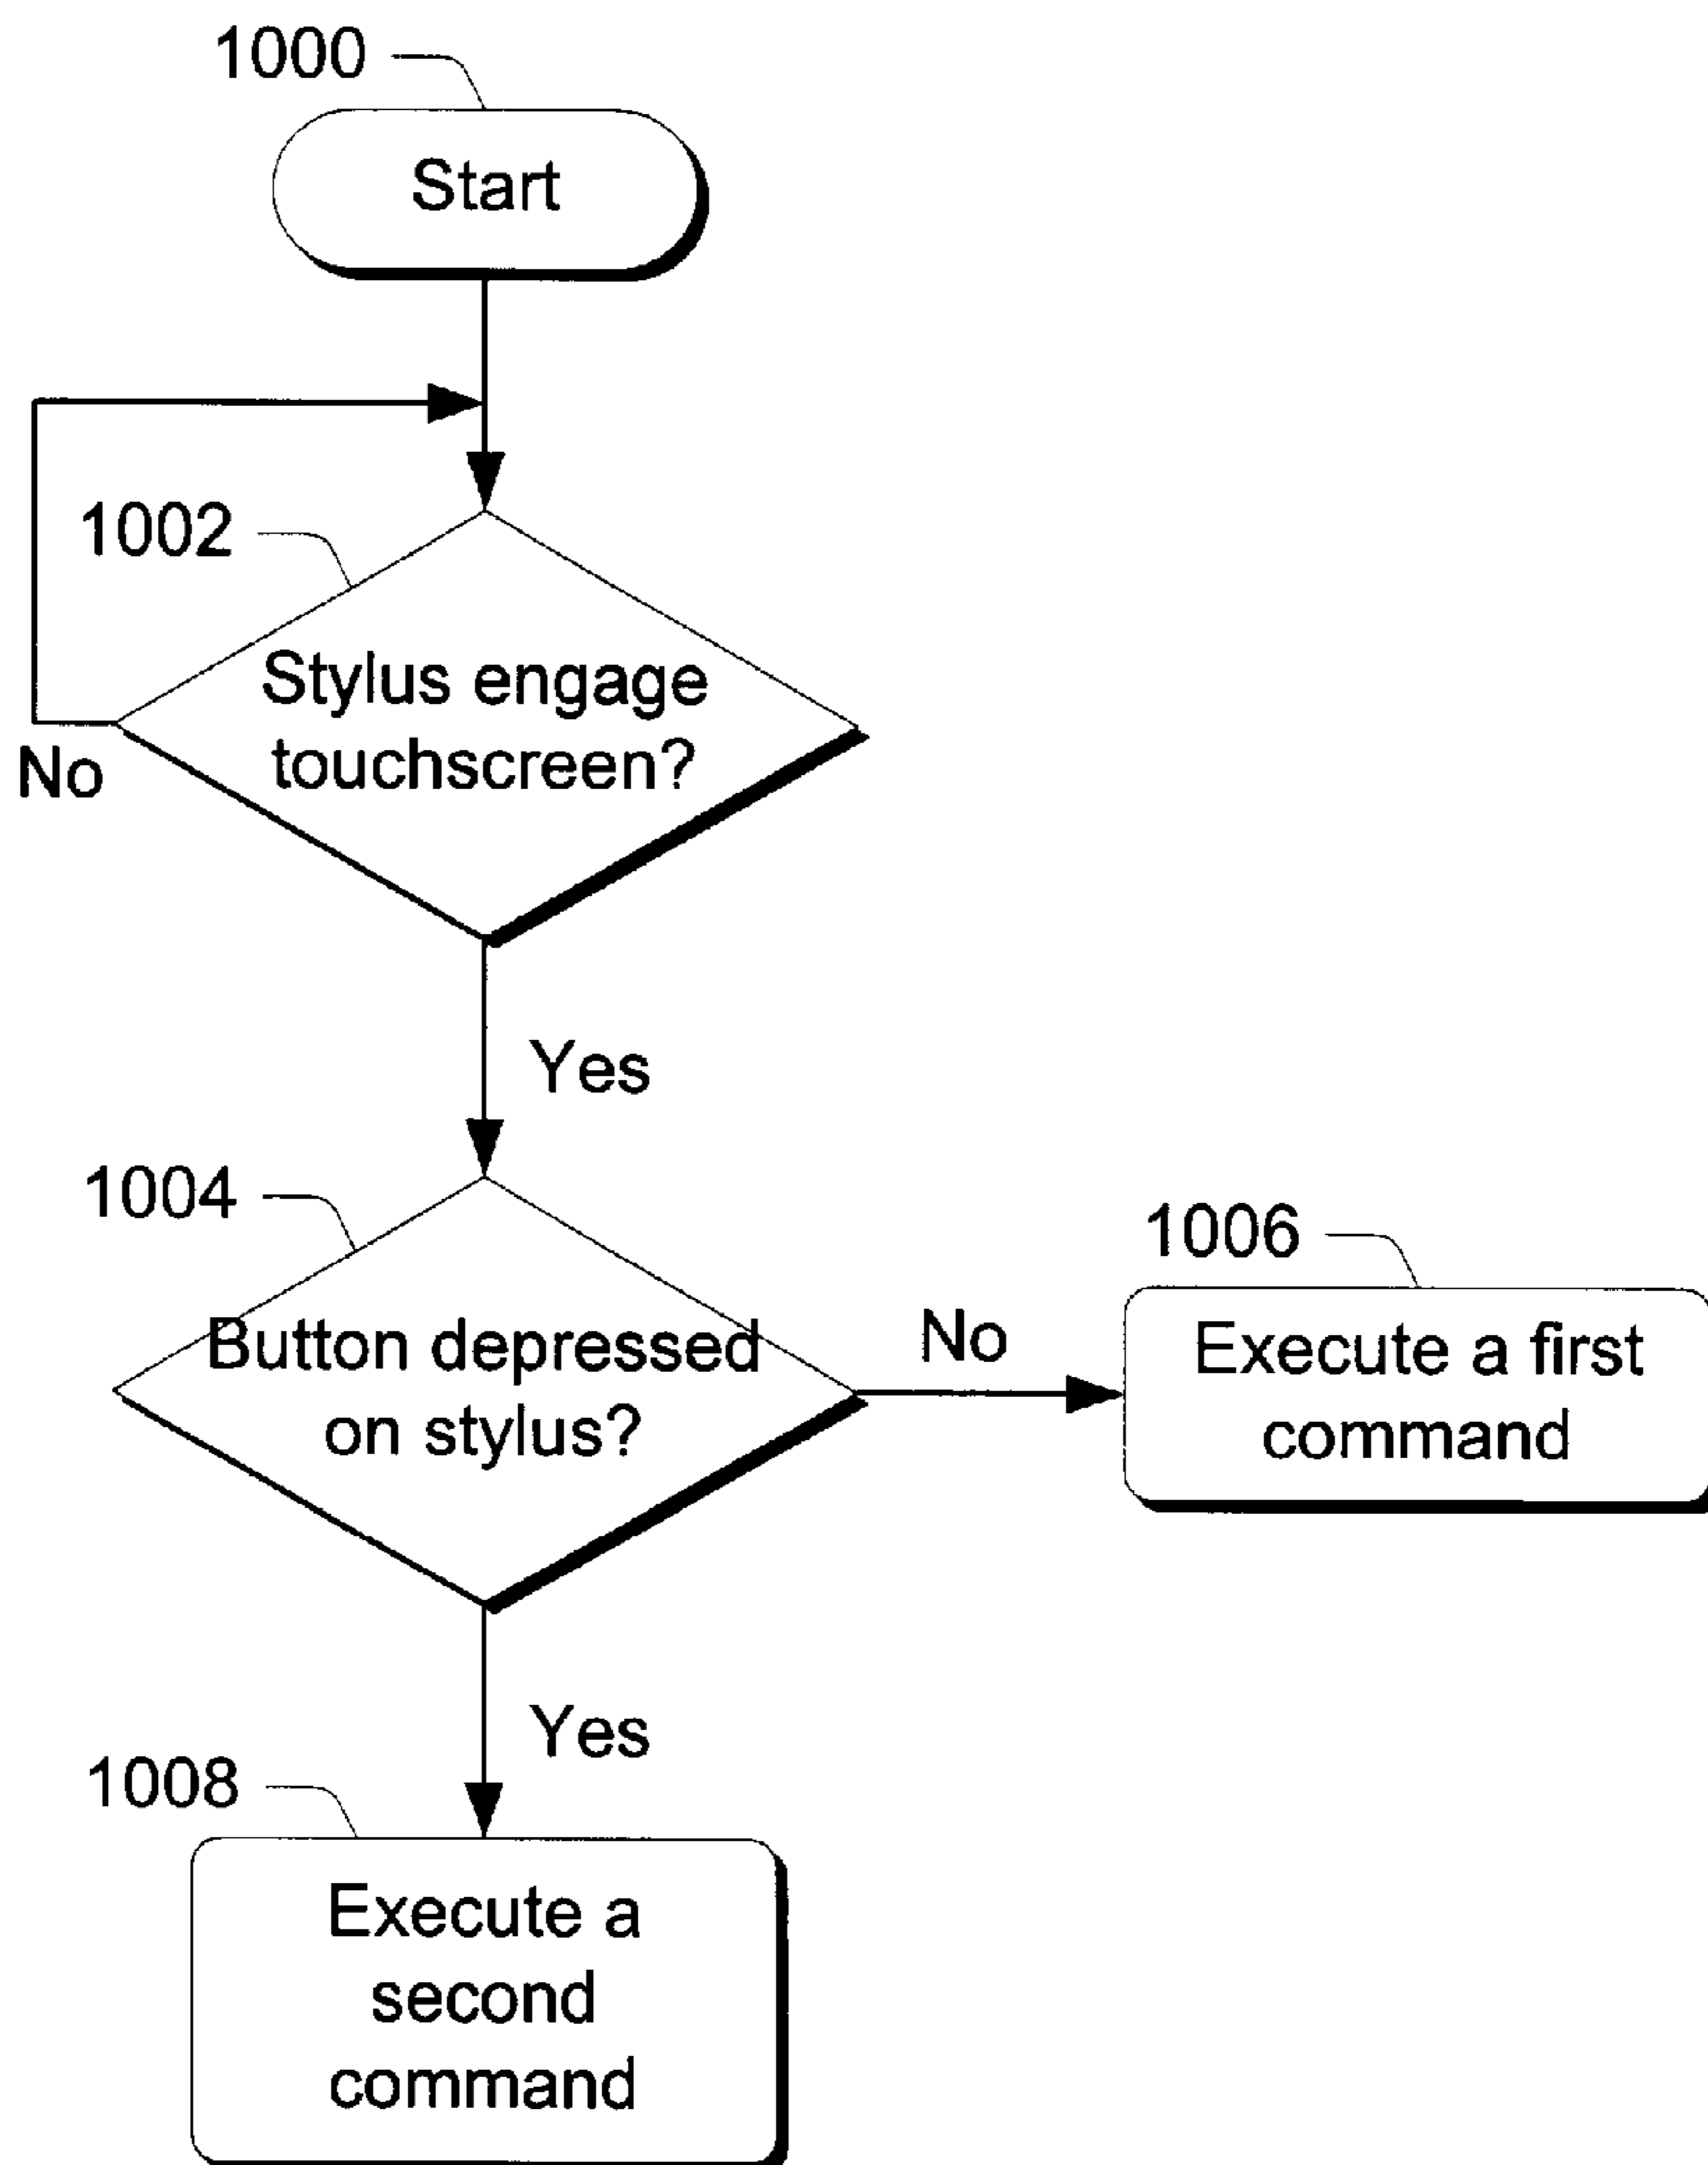 1000
Start
1002
Stylus engage
touchscreen?
No
Yes
1004
Button depressed
on stylus?
No
1006
Execute a first
command
Yes
1008
Execute a
second
command